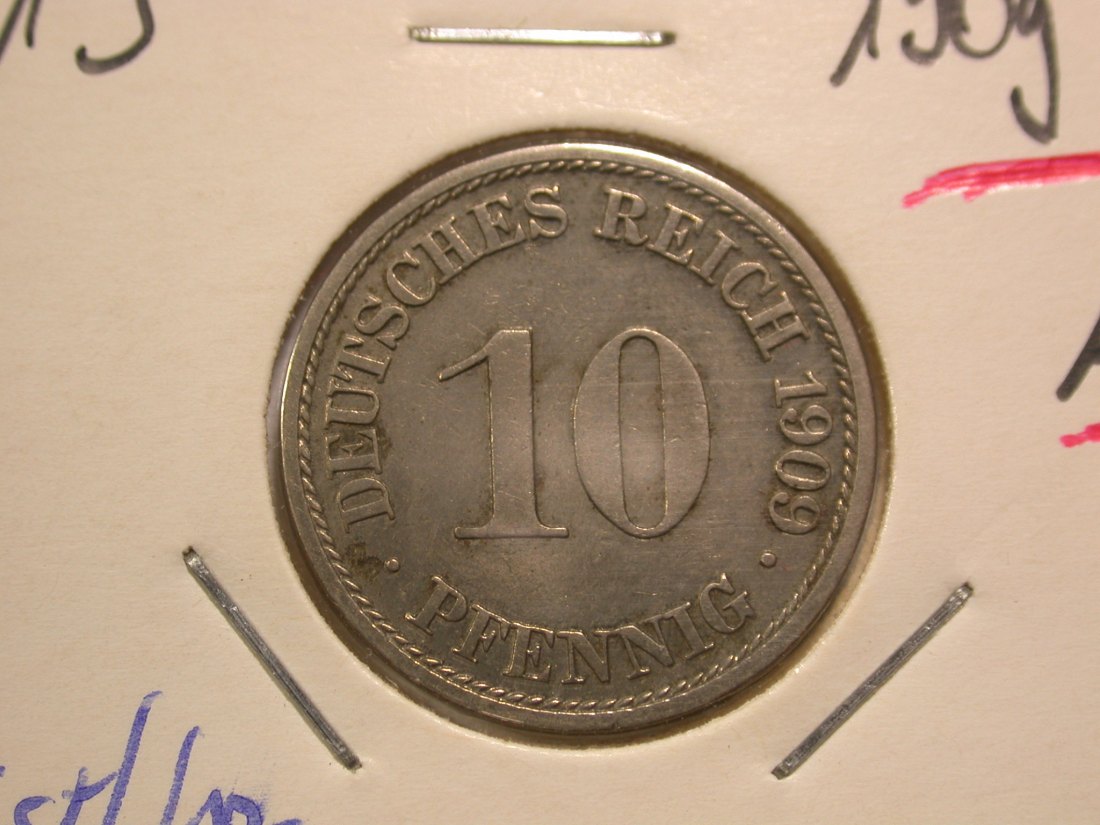 1909
DEUTSCHES REICH 1909
10
PFENNIG